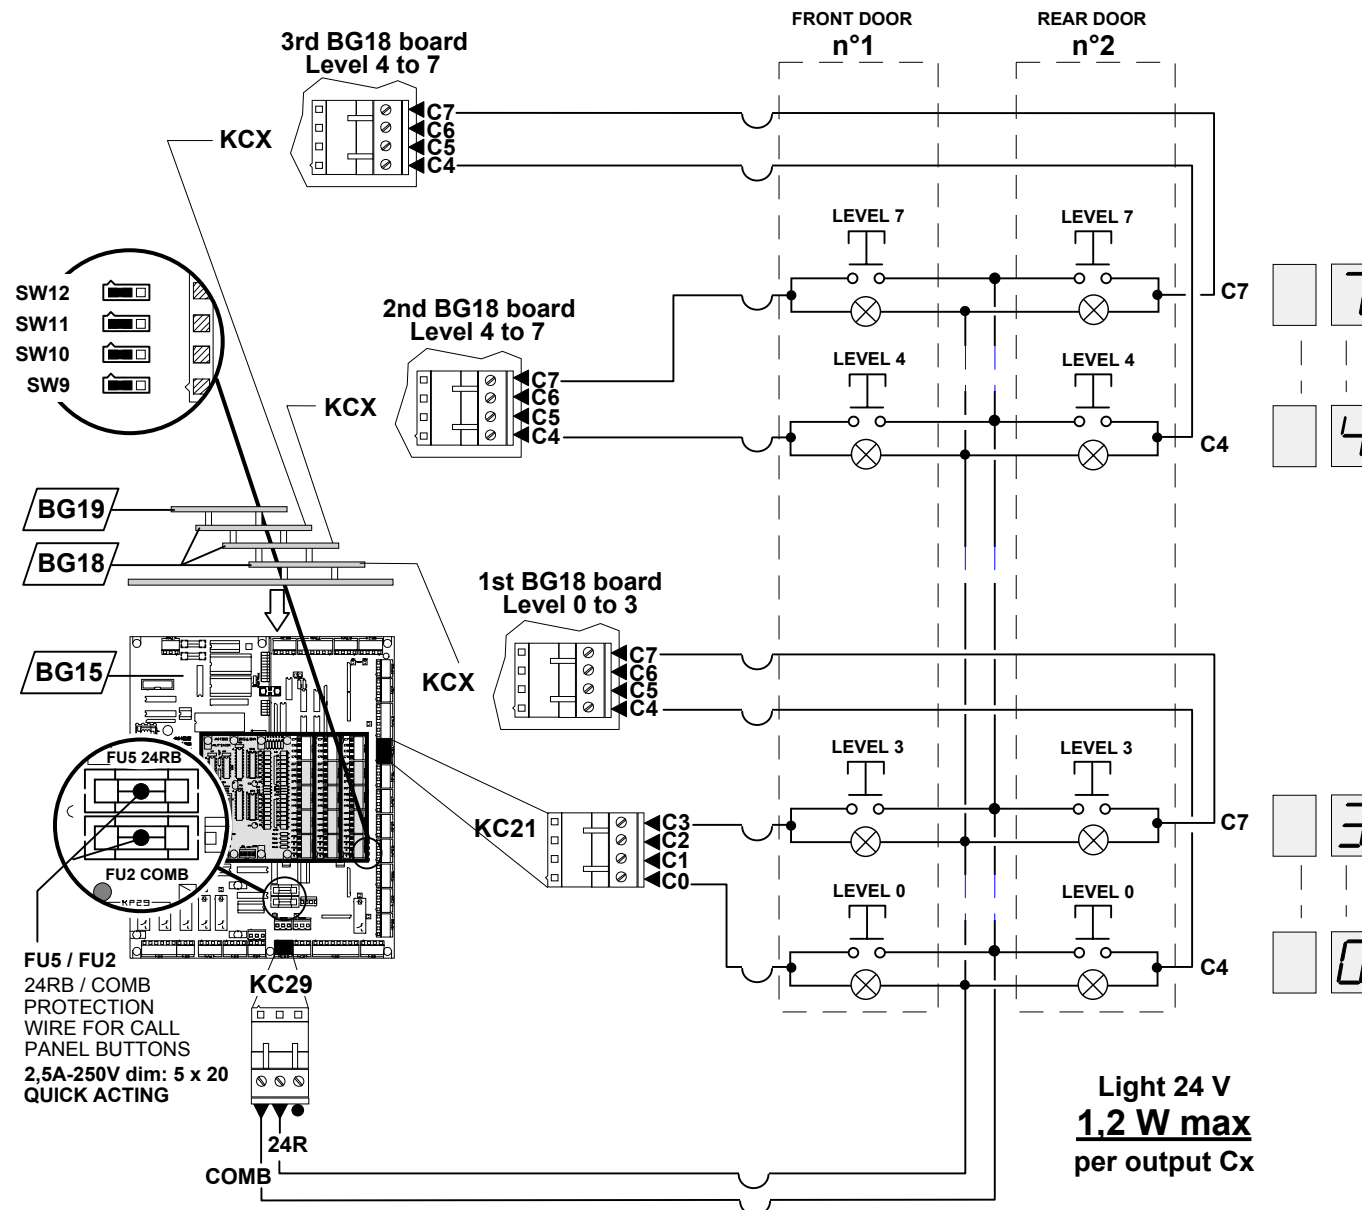 FRONT DOOR
n°1
REAR DOOR
n°2
3rd BG18 board
Level 4 to 7
KCX
C7
C6
C5
C4
LEVEL 7
LEVEL 7
C7
7
SW12
SW11
SW10
SW9
2nd BG18 board
Level 4 to 7
KCX
C7
C6
C5
C4
LEVEL 4
LEVEL 4
C4
4
BG19
BG18
BG15
1st BG18 board
Level 0 to 3
KCX
C7
C6
C5
C4
LEVEL 3
LEVEL 3
C7
3
FU5 24RB
FU2 COMB
KP29
KC21
C3
C2
C1
C0
LEVEL 0
LEVEL 0
C4
0
FU5 / FU2
24RB / COMB
PROTECTION
WIRE FOR CALL
PANEL BUTTONS
2,5A-250V dim: 5 x 20
QUICK ACTING
KC29
24R
COMB
Light 24 V
1,2 W max
per output Cx